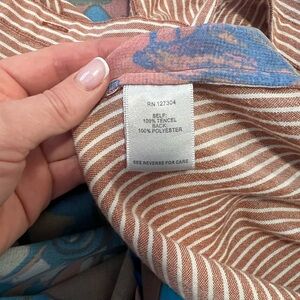 RN 127304
SELF:
100% TENCEL
BACK:
100% POLYESTER
SEE REVERSE FOR CARE